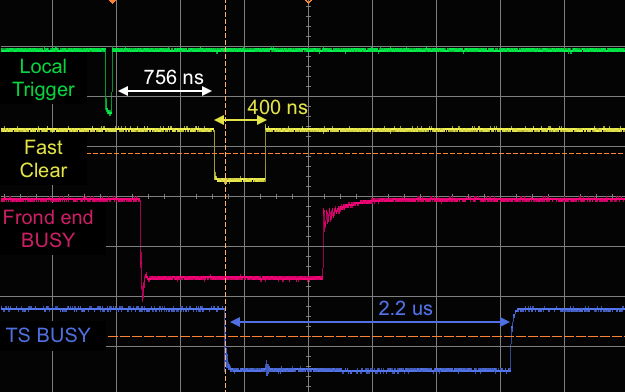 Local
Trigger
756 ns
400 ns
Fast
Clear
Frond end
BUSY
2.2 us
TS BUSY